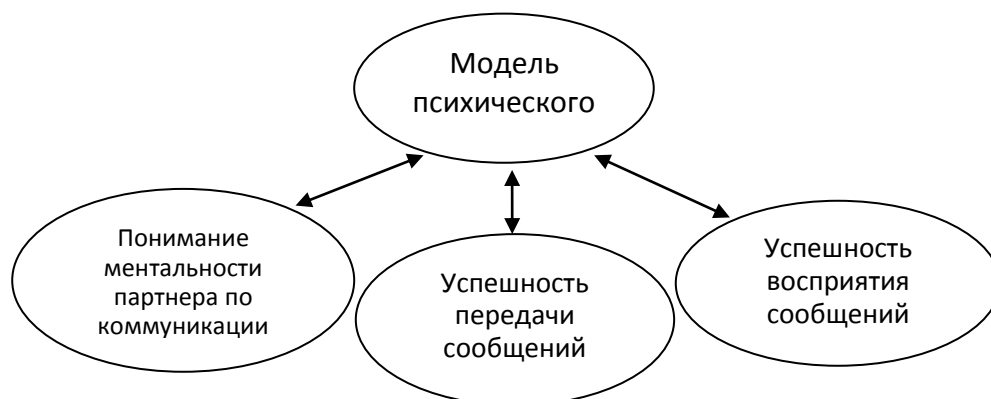 Модель
психического
Понимание
ментальности
партнера по
коммуникации
Успешность
передачи
сообщений
Успешность
восприятия
сообщений